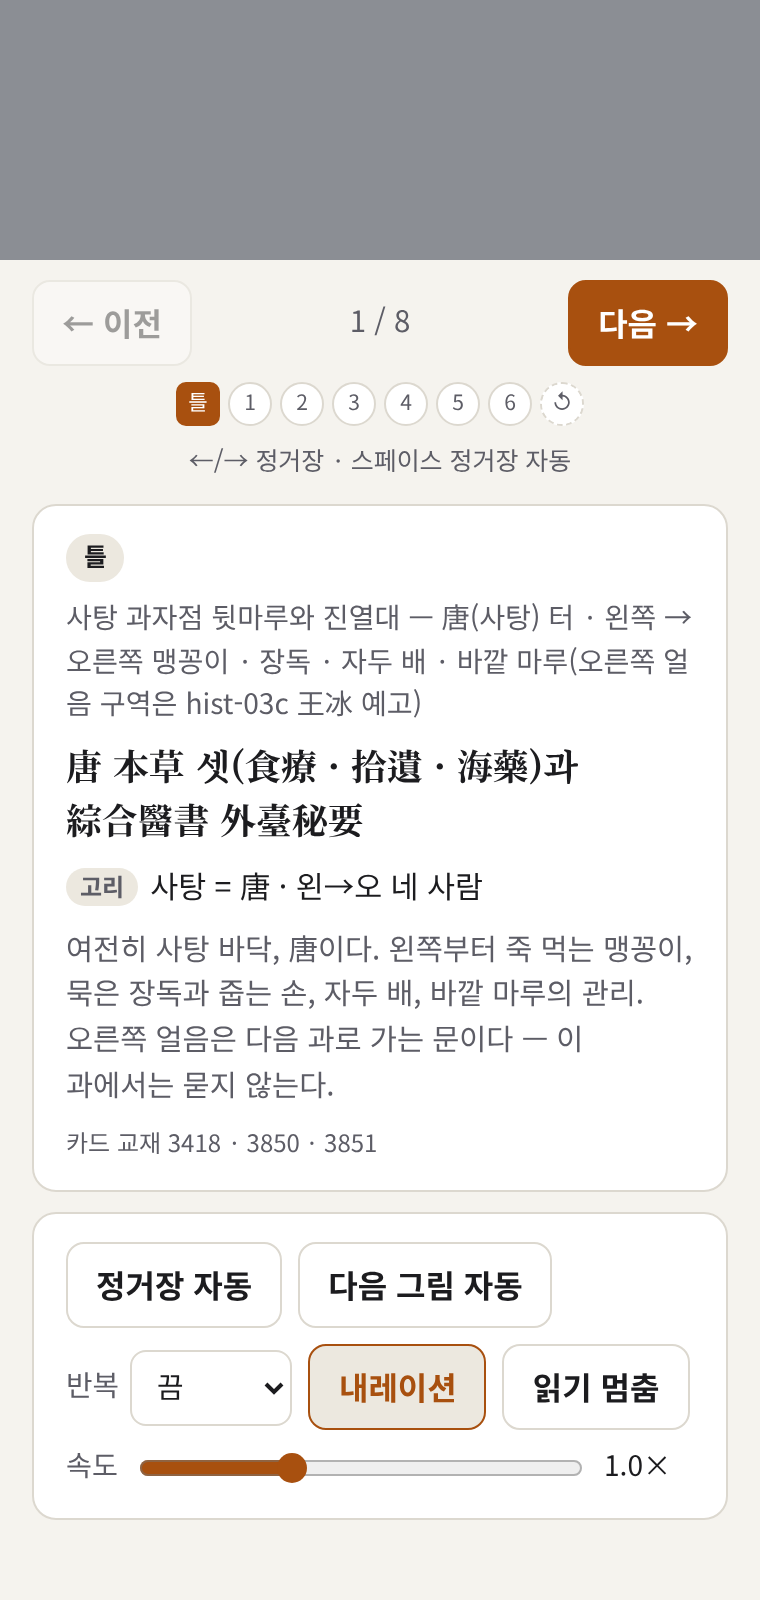 ← 이전
1 / 8
다음 →
틀 1 2 3 4 5 6 ↺
←/→ 정거장 · 스페이스 정거장 자동
틀
사탕 과자점 뒷마루와 진열대 — 唐(사탕) 터 · 왼쪽 →
오른쪽 맹꽁이 · 장독 · 자두 배 · 바깥 마루(오른쪽 얼
음 구역은 hist-03c 王冰 예고)
唐 本草 셋(食療·拾遺·海藥)과
綜合醫書 外臺秘要
고리 사탕 = 唐 · 왼→오 네 사람
여전히 사탕 바닥, 唐이다. 왼쪽부터 죽 먹는 맹꽁이,
묵은 장독과 줍는 손, 자두 배, 바깥 마루의 관리.
오른쪽 얼음은 다음 과로 가는 문이다 — 이
과에서는 묻지 않는다.
카드 교재 3418 · 3850 · 3851
정거장 자동
다음 그림 자동
반복 끔 내레이션 읽기 멈춤
속도 1.0×